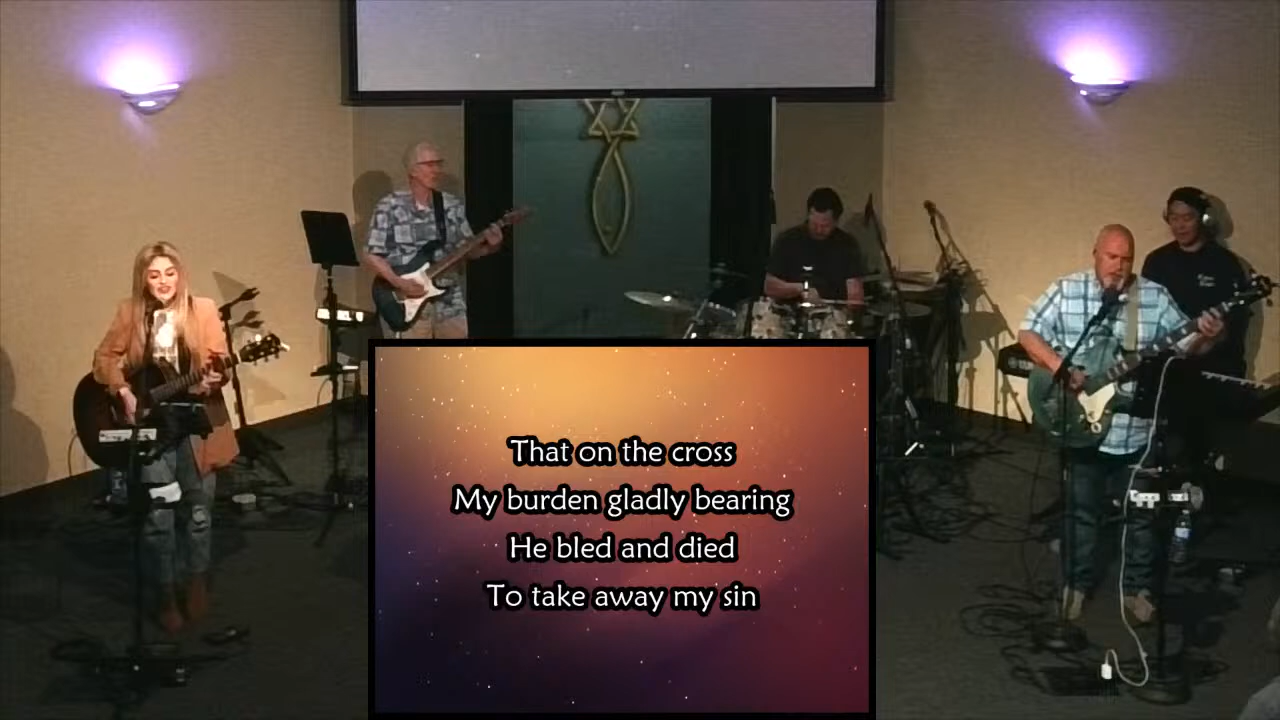 That on the cross
My burden gladly bearing
He bled and died
To take away my sin